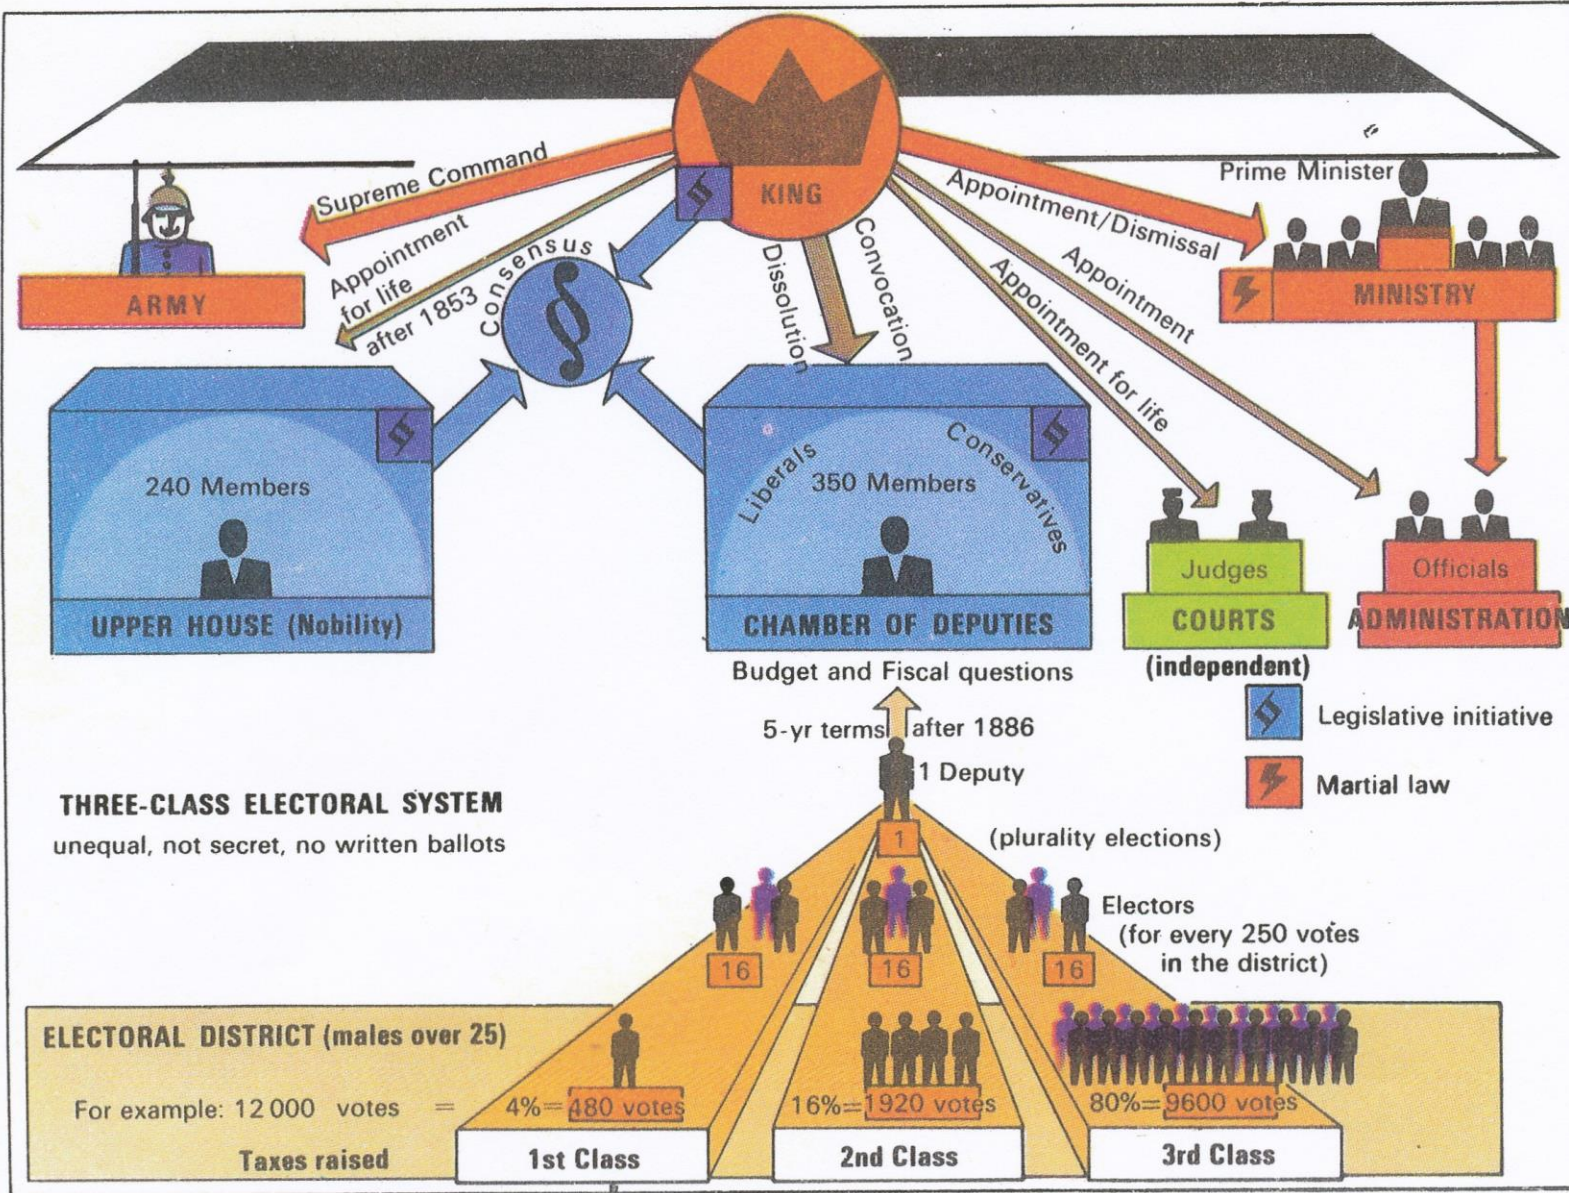 KING
Supreme Command
Appointment
for life
after 1853
Consensus
Dissolution
Convocation
Appointment/Dismissal
Appointment
Appointment for life
Prime Minister
ARMY
MINISTRY
240 Members
UPPER HOUSE (Nobility)
Liberals
350 Members
Conservatives
CHAMBER OF DEPUTIES
Budget and Fiscal questions
Judges
COURTS
(independent)
Officials
ADMINISTRATION
Legislative initiative
Martial law
5-yr terms after 1886
1 Deputy
1
(plurality elections)
THREE-CLASS ELECTORAL SYSTEM
unequal, not secret, no written ballots
Electors
(for every 250 votes
in the district)
16
16
16
ELECTORAL DISTRICT (males over 25)
For example: 12 000 votes = 4%=480 votes 16%=1920 votes 80%=9600 votes
Taxes raised 1st Class 2nd Class 3rd Class